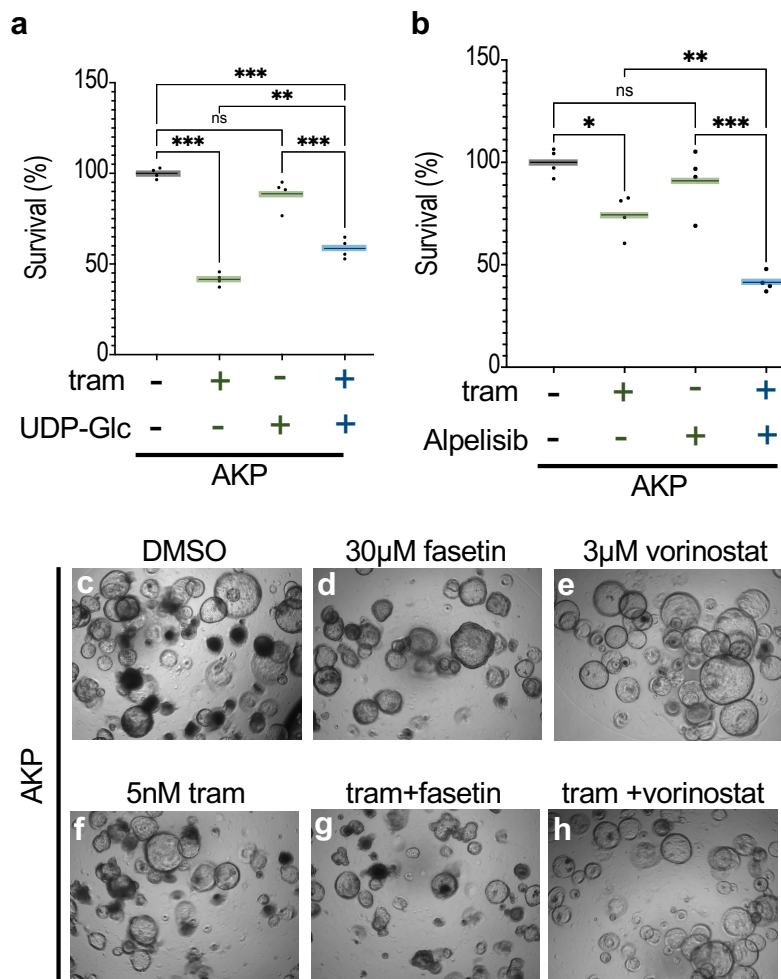 a
Survival (%)
150
100
50
0
***
**
ns
***
***
tram - + - +
UDP-Glc - - + +
AKP
b
Survival (%)
150
100
50
0
**
ns
*
***
tram - + - +
Alpelisib - - + +
AKP
AKP
DMSO
c
30µM fasetin
d
3µM vorinostat
e
5nM tram
f
tram+fasetin
g
tram +vorinostat
h